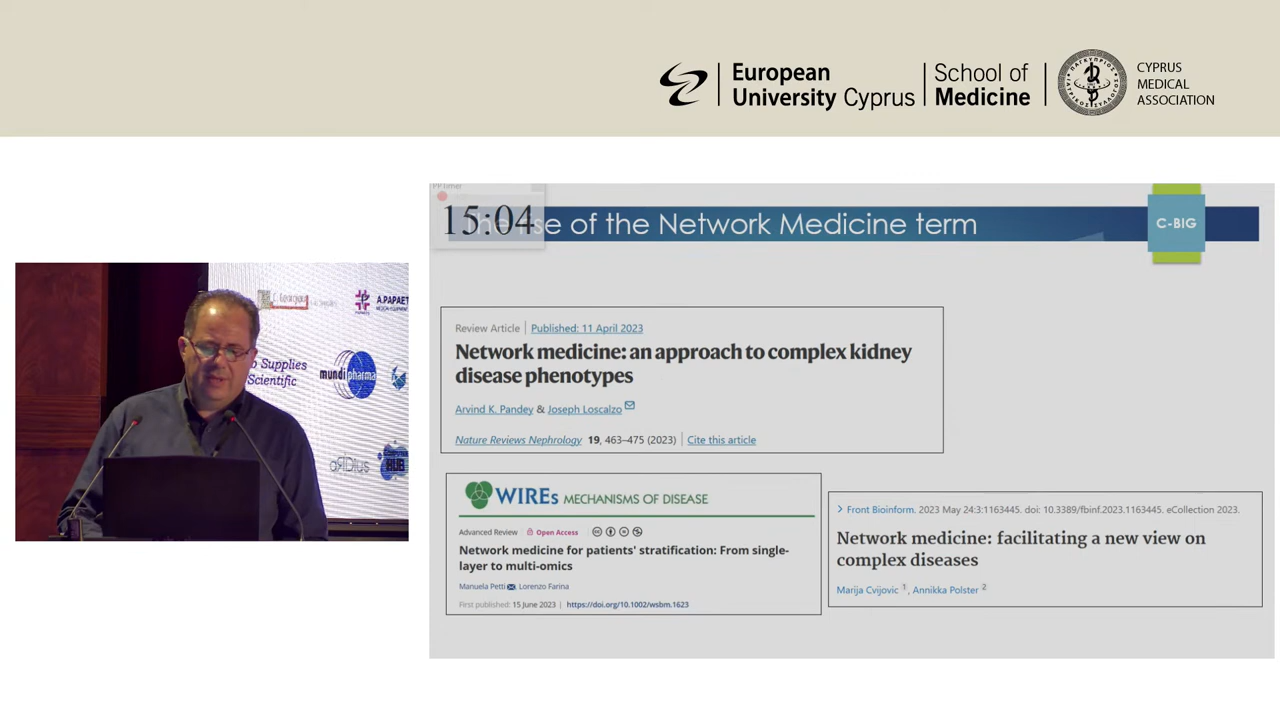 European
University Cyprus
School of
Medicine
CYPRUS
MEDICAL
ASSOCIATION
PPTimer
15:04
se of the Network Medicine term
C-BIG
Review Article | Published: 11 April 2023
Network medicine: an approach to complex kidney
disease phenotypes
Arvind K. Pandey & Joseph Loscalzo
Nature Reviews Nephrology 19, 463–475 (2023) | Cite this article
WIREs MECHANISMS OF DISEASE
Advanced Review Open Access
Network medicine for patients' stratification: From single-
layer to multi-omics
Manuela Petti, Lorenzo Farina
First published: 15 June 2023 | https://doi.org/10.1002/wsbm.1623
> Front Bioinform. 2023 May 24:3:1163445. doi: 10.3389/fbinf.2023.1163445. eCollection 2023.
Network medicine: facilitating a new view on
complex diseases
Marija Cvijovic 1, Annikka Polster 2
C. Georgiou
A.PAPAET
Supplies
Scientific
mundipharma
HUB